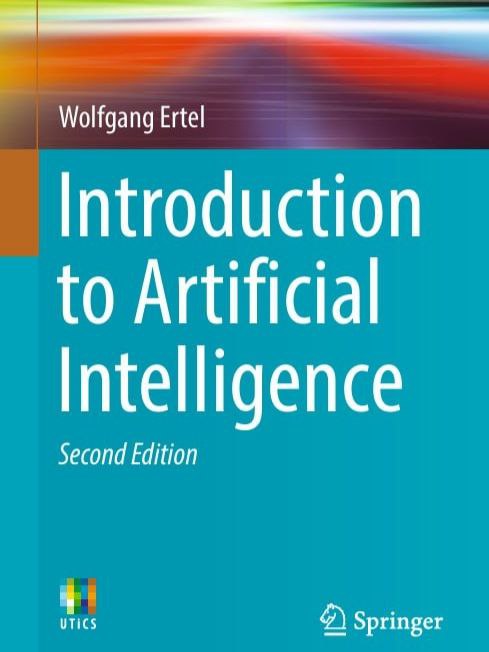 Wolfgang Ertel
Introduction
to Artificial
Intelligence
Second Edition
UTiCS
Springer